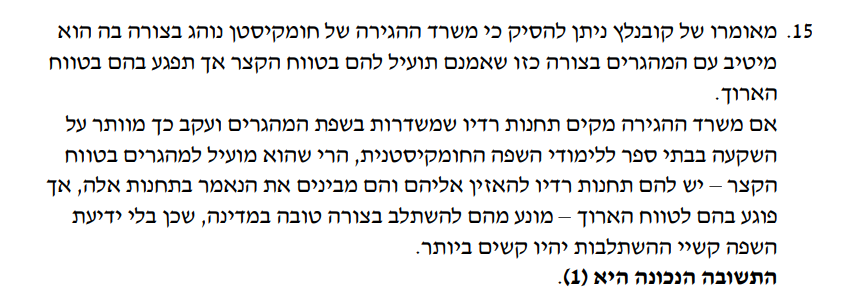 15. מאומרו של קובנלץ ניתן להסיק כי משרד ההגירה של חומקיסטן נוהג בצורה בה הוא
מיטיב עם המהגרים בצורה כזו שאמנם תועיל להם בטווח הקצר אך תפגע בהם בטווח
הארוך.
אם משרד ההגירה מקים תחנות רדיו שמשדרות בשפת המהגרים ועקב כך מוותר על
השקעה בבתי ספר ללימודי השפה החומקיסטנית, הרי שהוא מועיל למהגרים בטווח
הקצר – יש להם תחנות רדיו להאזין אליהם והם מבינים את הנאמר בתחנות אלה, אך
פוגע בהם לטווח הארוך – מונע מהם להשתלב בצורה טובה במדינה, שכן בלי ידיעת
השפה קשיי ההשתלבות יהיו קשים ביותר.
התשובה הנכונה היא (1).